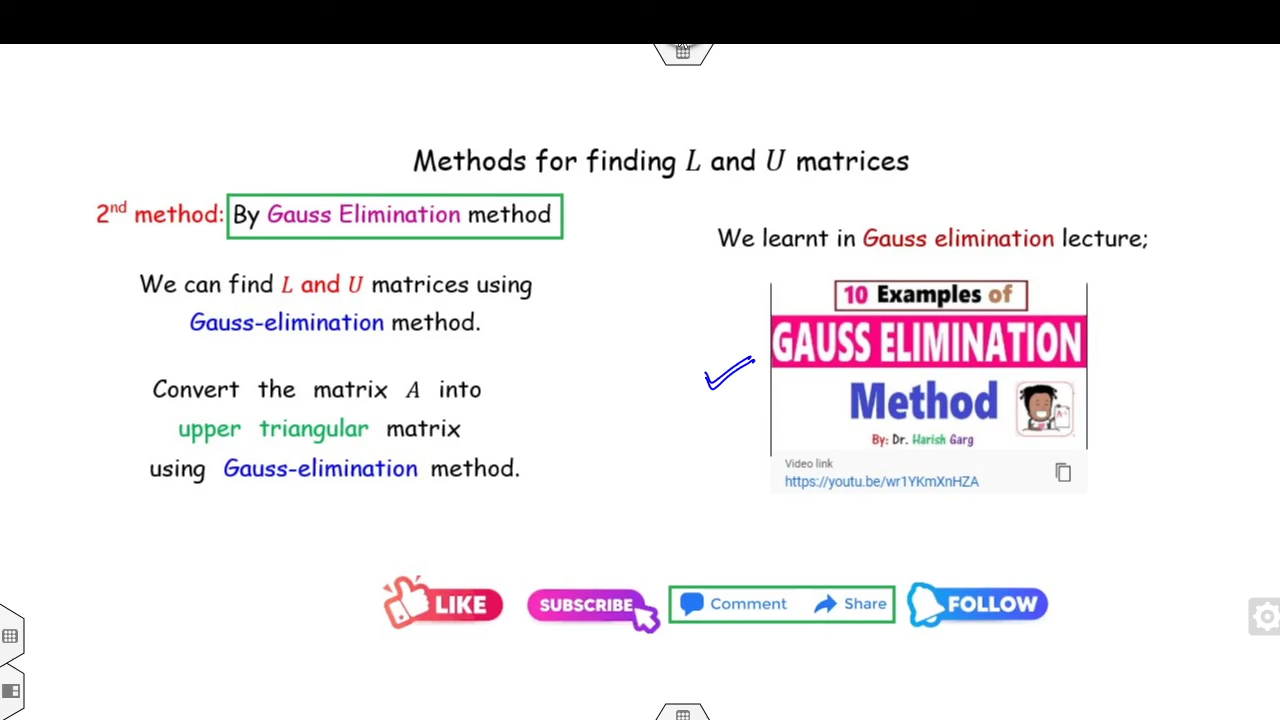 Methods for finding L and U matrices
2nd method: By Gauss Elimination method
We can find L and U matrices using
Gauss-elimination method.
Convert the matrix A into
upper triangular matrix
using Gauss-elimination method.
We learnt in Gauss elimination lecture;
10 Examples of
GAUSS ELIMINATION
Method
A+
By: Dr. Harish Garg
Video link
https://youtu.be/wr1YKmXnHZA
LIKE
SUBSCRIBE
Comment
Share
FOLLOW